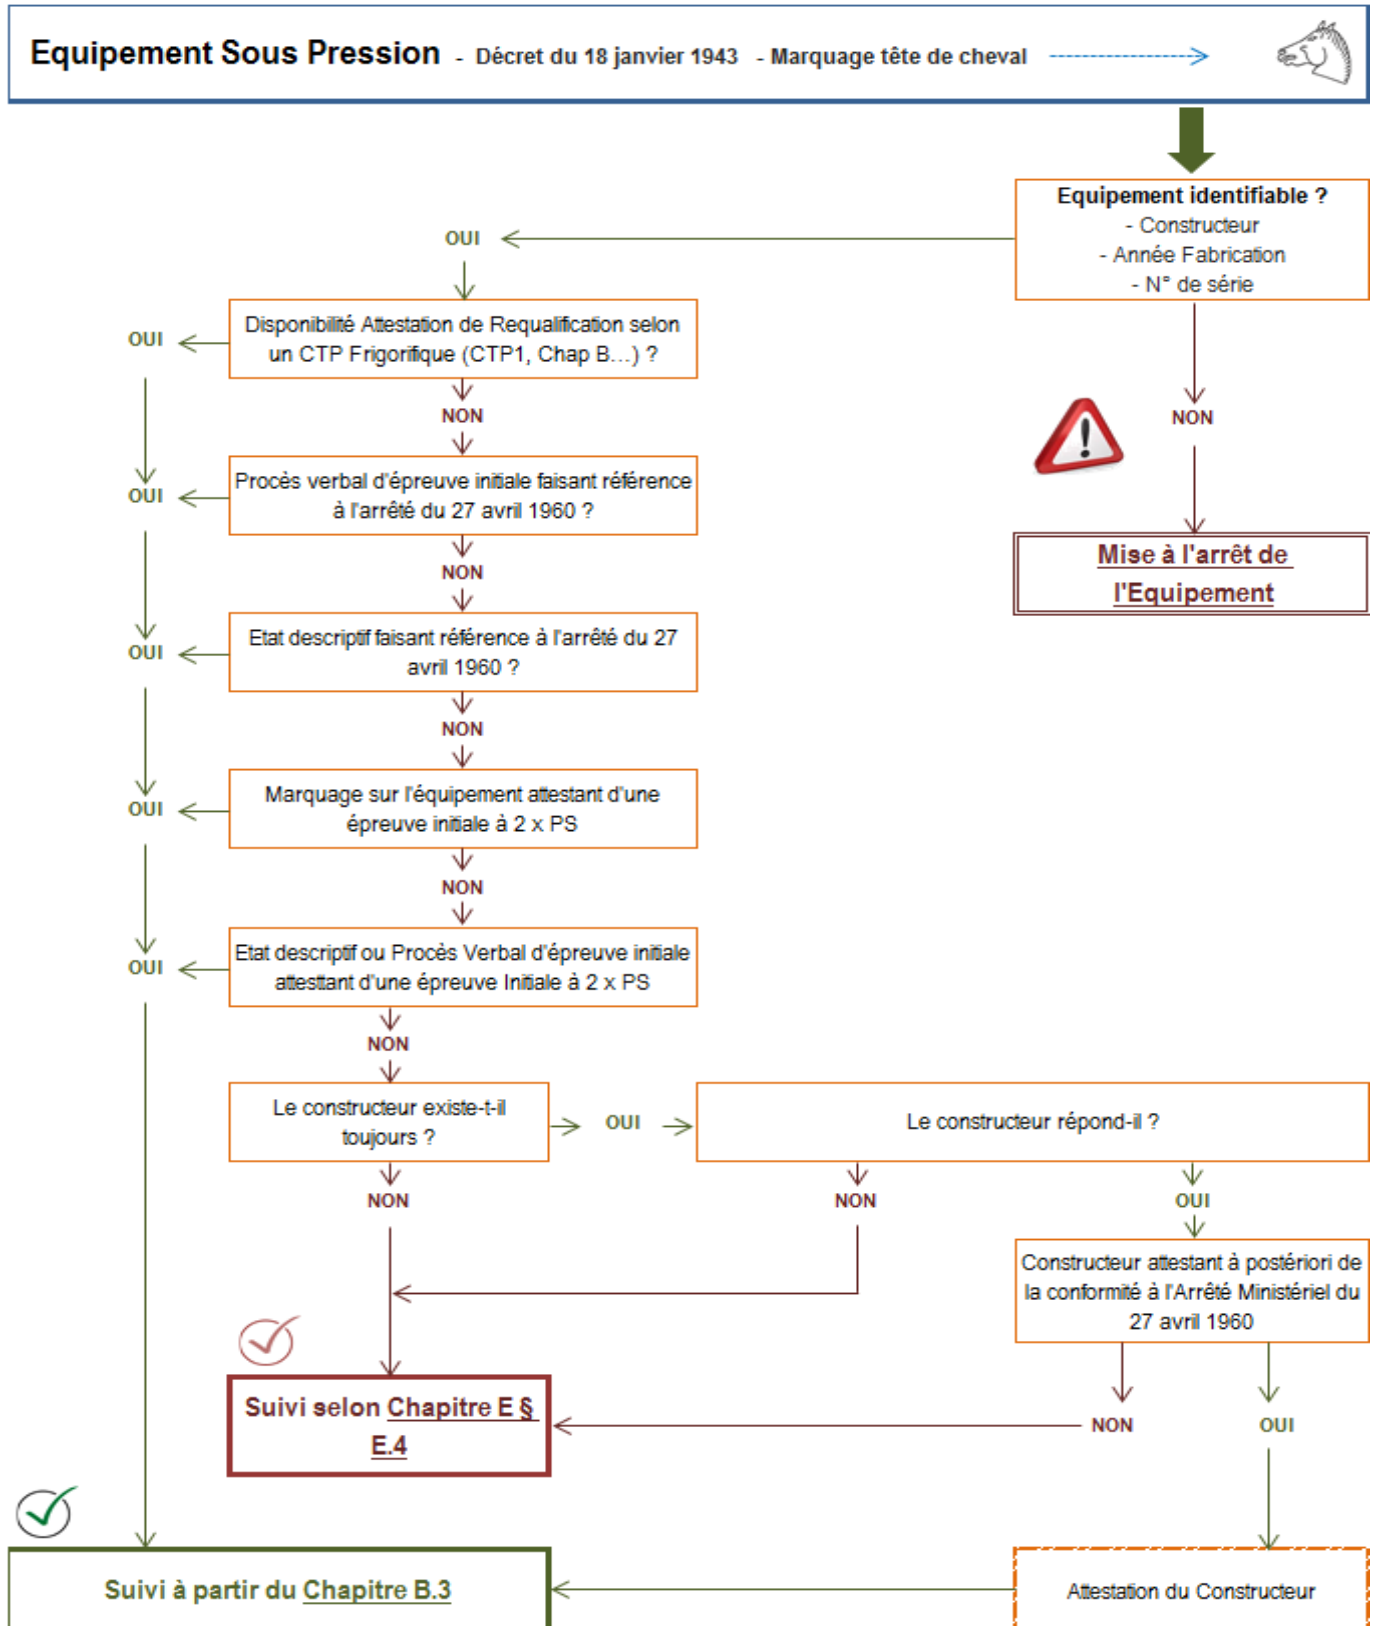 Equipement Sous Pression - Décret du 18 janvier 1943 - Marquage tête de cheval
Equipement identifiable ?
- Constructeur
- Année Fabrication
- N° de série
OUI
NON
Mise à l'arrêt de
l'Equipement
Disponibilité Attestation de Requalification selon
un CTP Frigorifique (CTP1, Chap B...) ?
OUI
NON
Procès verbal d'épreuve initiale faisant référence
à l'arrêté du 27 avril 1960 ?
OUI
NON
Etat descriptif faisant référence à l'arrêté du 27
avril 1960 ?
OUI
NON
Marquage sur l'équipement attestant d'une
épreuve initiale à 2 x PS
OUI
NON
Etat descriptif ou Procès Verbal d'épreuve initiale
attesttant d'une épreuve Initiale à 2 x PS
OUI
NON
Le constructeur existe-t-il
toujours ?
OUI
Le constructeur répond-il ?
NON
NON
OUI
Constructeur attestant à postériori de
la conformité à l'Arrêté Ministériel du
27 avril 1960
Suivi selon Chapitre E §
E.4
NON
OUI
Suivi à partir du Chapitre B.3
Attestation du Constructeur